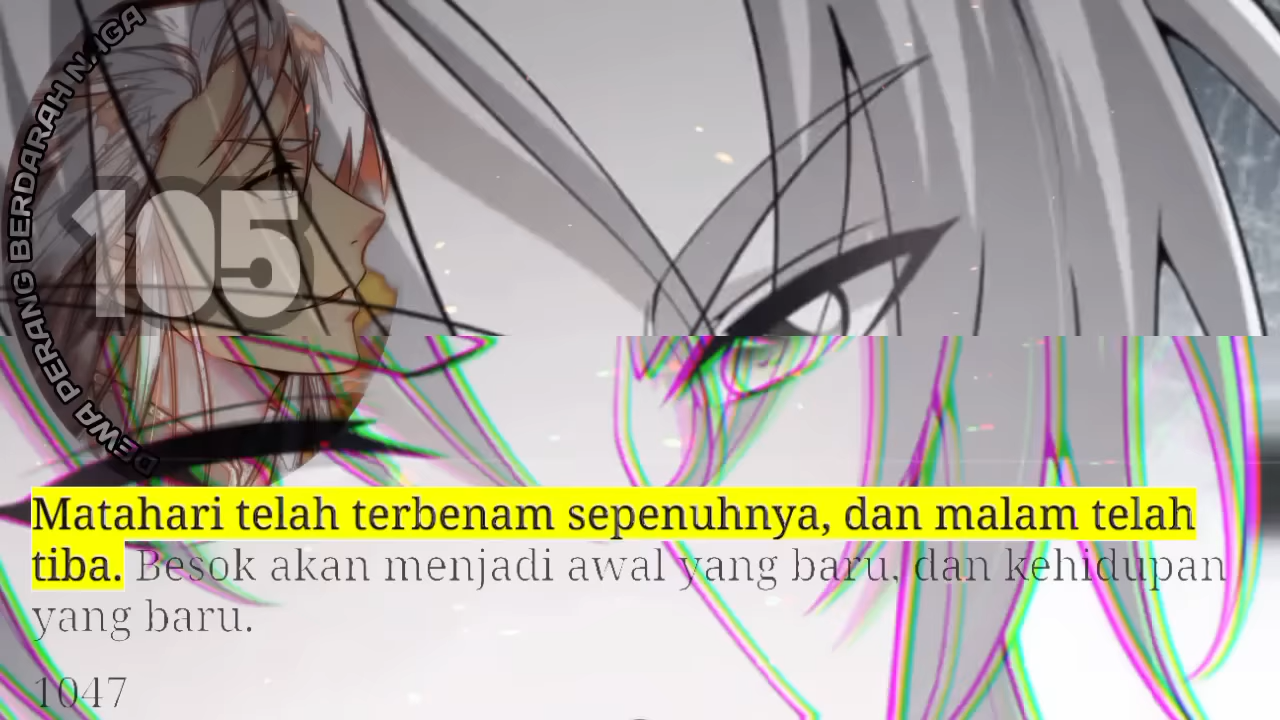 DEWA PERANG BERDARAH NAGA
105
Matahari telah terbenam sepenuhnya, dan malam telah
tiba. Besok akan menjadi awal yang baru, dan kehidupan
yang baru.
1047